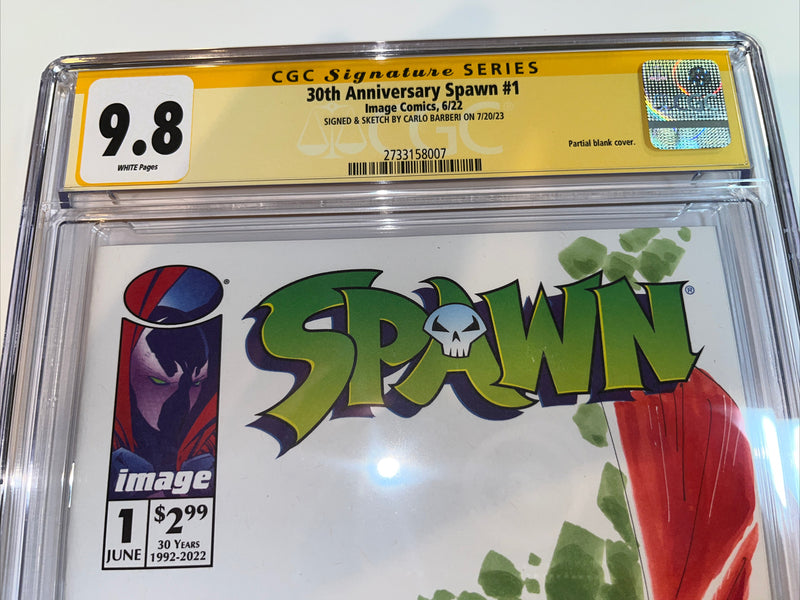 CGC Signature SERIES
30th Anniversary Spawn #1
Image Comics, 6/22
SIGNED & SKETCH BY CARLO BARBERI ON 7/20/23
9.8
WHITE Pages
CGC
Partial blank cover.
2733158007
SPAWN®
®
image
1
JUNE
$2.99
30 YEARS
1992-2022